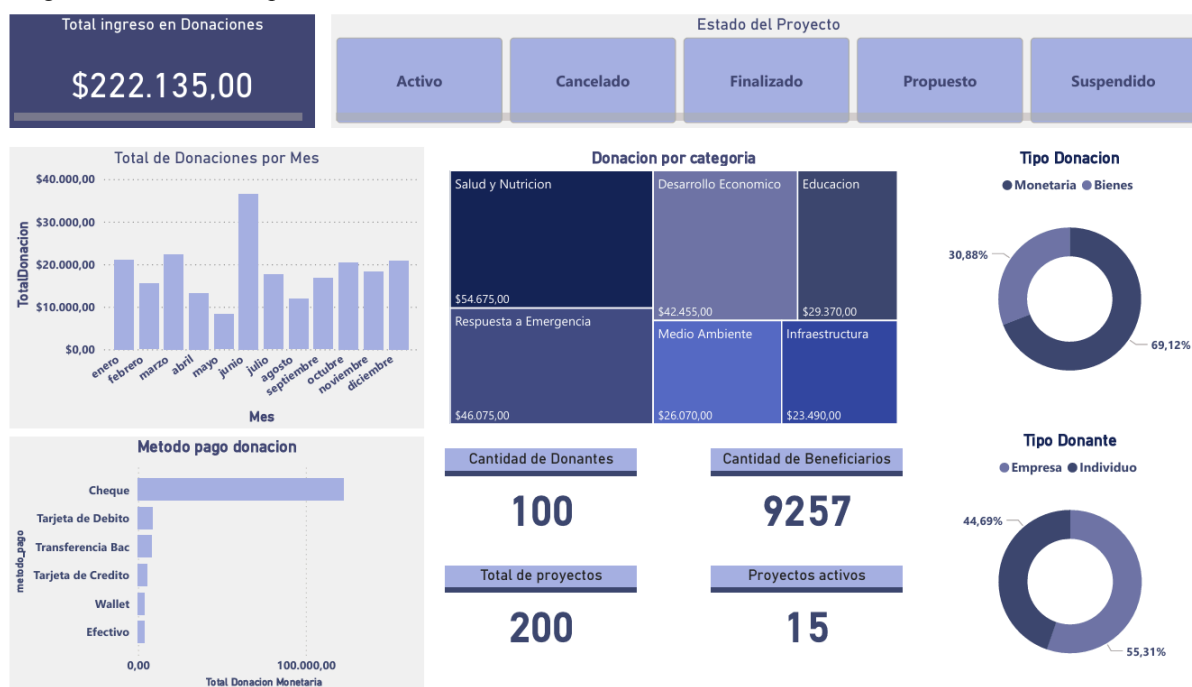 Total ingreso en Donaciones
$222.135,00
Estado del Proyecto
Activo
Cancelado
Finalizado
Propuesto
Suspendido
Total de Donaciones por Mes
TotalDonacion
$40.000,00
$30.000,00
$20.000,00
$10.000,00
$0,00
enero
febrero
marzo
abril
mayo
junio
julio
agosto
septiembre
octubre
noviembre
diciembre
Mes
Donacion por categoria
Salud y Nutricion
$54.675,00
Respuesta a Emergencia
$46.075,00
Desarrollo Economico
$42.455,00
Educacion
$29.370,00
Medio Ambiente
$26.070,00
Infraestructura
$23.490,00
Tipo Donacion
Monetaria
Bienes
30,88%
69,12%
Metodo pago donacion
metodo_pago
Cheque
Tarjeta de Debito
Transferencia Bac
Tarjeta de Credito
Wallet
Efectivo
0,00
100.000,00
Total Donacion Monetaria
Cantidad de Donantes
100
Cantidad de Beneficiarios
9257
Total de proyectos
200
Proyectos activos
15
Tipo Donante
Empresa
Individuo
44,69%
55,31%